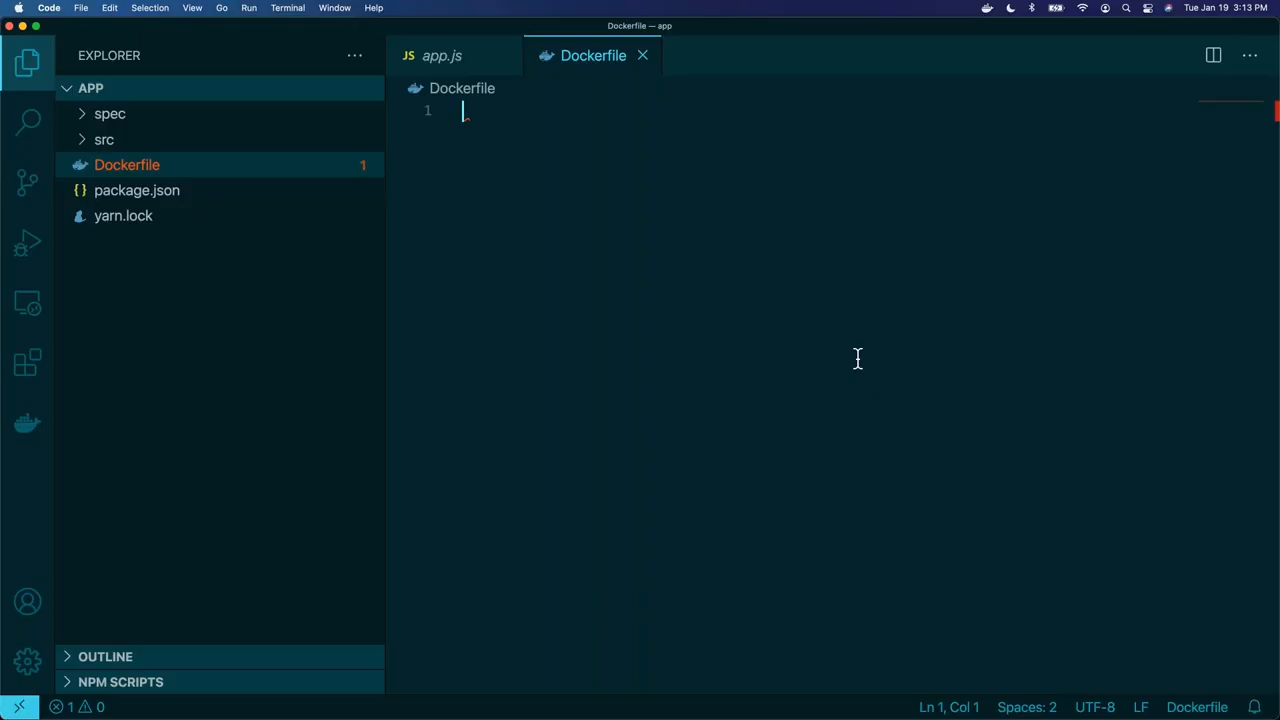 Code File Edit Selection View Go Run Terminal Window Help Tue Jan 19 3:13 PM
Dockerfile — app
EXPLORER
JS app.js
Dockerfile
APP
Dockerfile
1
spec
src
Dockerfile 1
{} package.json
yarn.lock
OUTLINE
NPM SCRIPTS
1 0
Ln 1, Col 1 Spaces: 2 UTF-8 LF Dockerfile